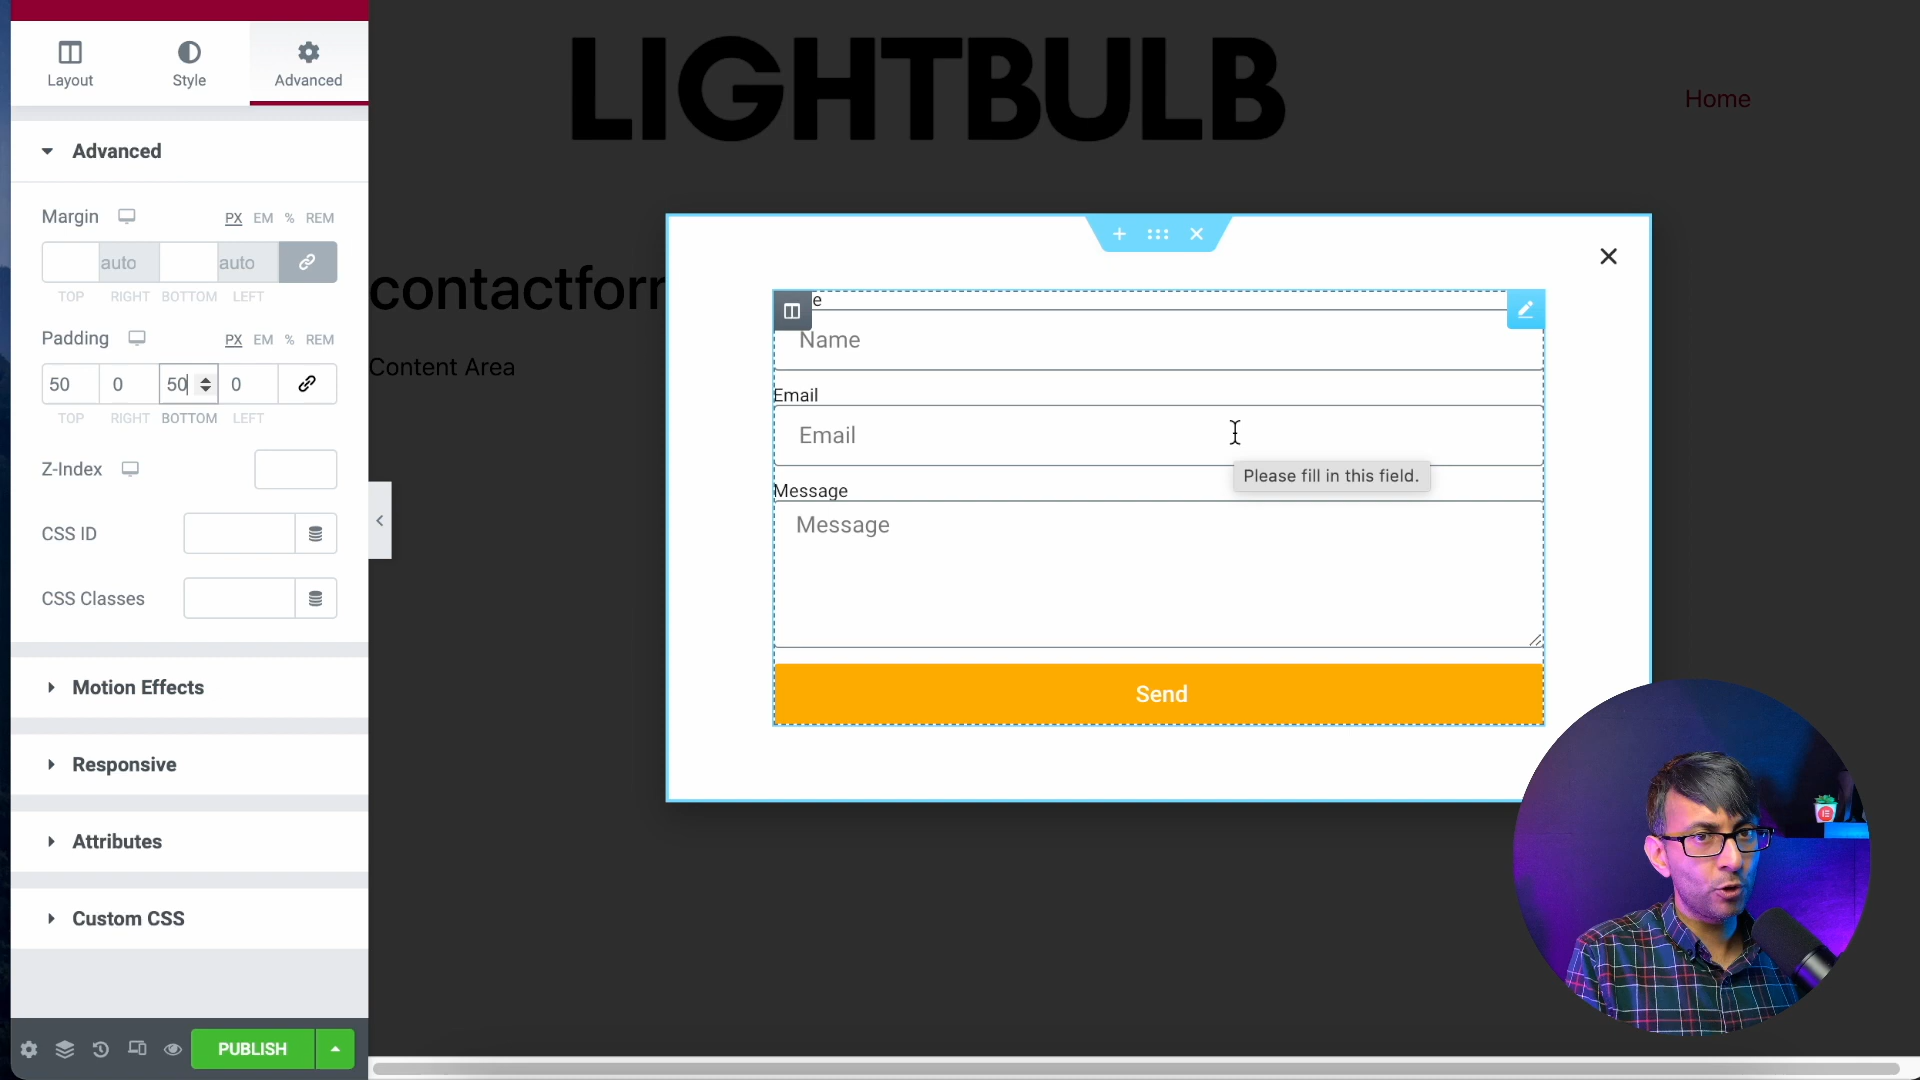 Layout
Style
Advanced
Advanced
Margin
PX EM % REM
auto
auto
TOP RIGHT BOTTOM LEFT
Padding
PX EM % REM
50 0 50 0
TOP RIGHT BOTTOM LEFT
Z-Index
CSS ID
CSS Classes
Motion Effects
Responsive
Attributes
Custom CSS
PUBLISH
LIGHTBULB
Home
contactfor
Content Area
e
Name
Email
Email
Please fill in this field.
Message
Message
Send